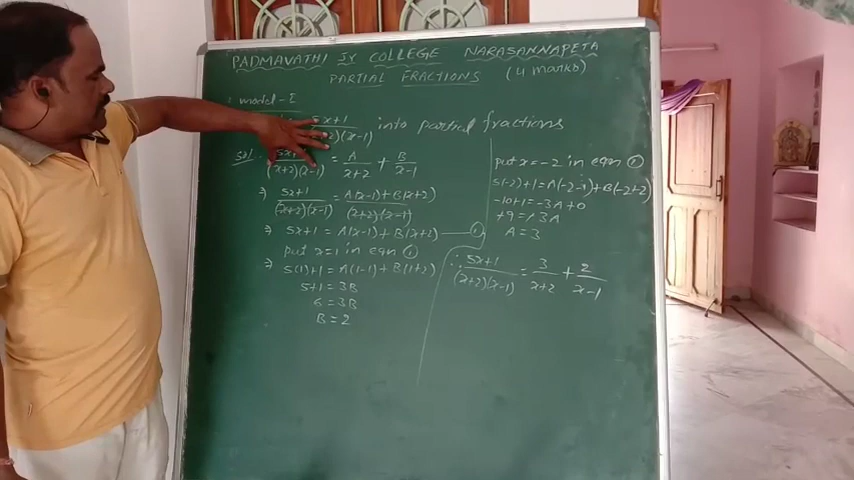 PADMAVATHI Jr COLLEGE NARASANNAPETA
PARTIAL FRACTIONS (4 marks)
model-I
5x+1/(x+2)(x-1) into partial fractions
Sol: 5x+1/(x+2)(x-1) = A/x+2 + B/x-1
⇒ 5x+1/(x+2)(x-1) = A(x-1)+B(x+2)/(x+2)(x-1)
⇒ 5x+1 = A(x-1)+B(x+2) — ①
put x=1 in eqn ①
⇒ 5(1)+1 = A(1-1)+B(1+2)
5+1 = 3B
6 = 3B
B = 2
put x=-2 in eqn ①
5(-2)+1 = A(-2-1)+B(-2+2)
-10+1 = -3A+0
+9 = +3A
A = 3
∴ 5x+1/(x+2)(x-1) = 3/x+2 + 2/x-1